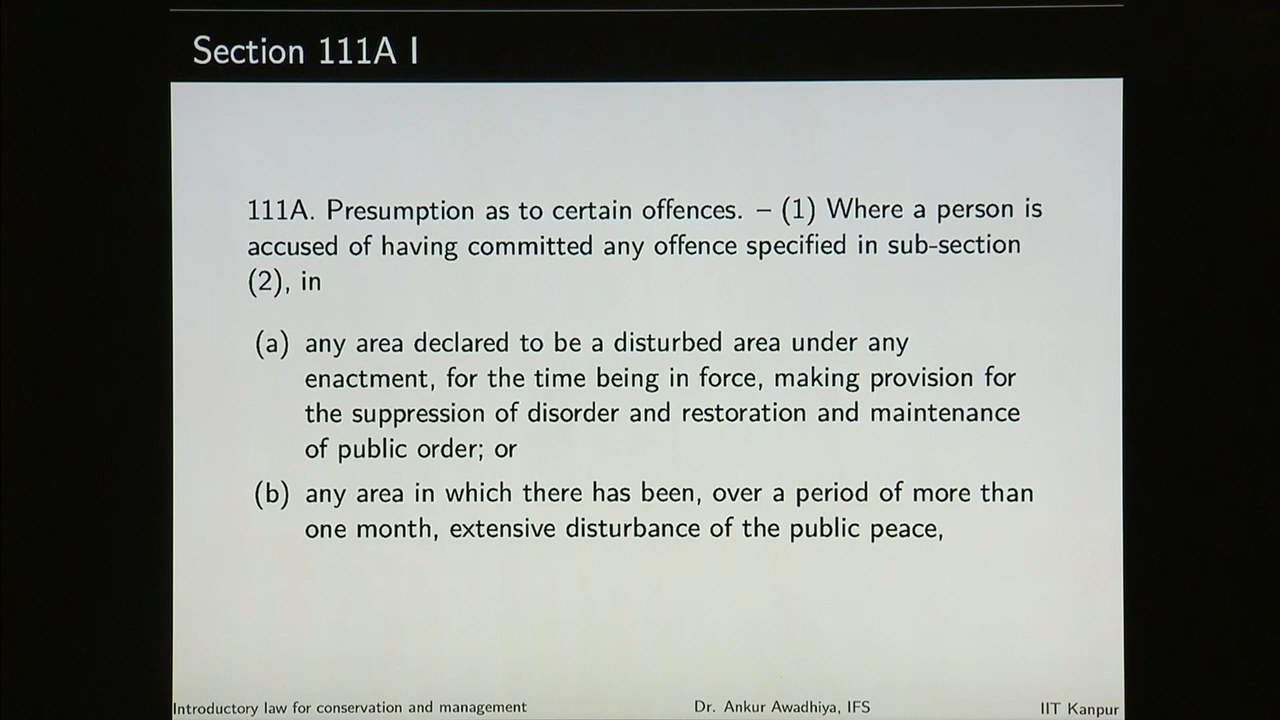 Section 111A I
111A. Presumption as to certain offences. – (1) Where a person is
accused of having committed any offence specified in sub-section
(2), in
(a) any area declared to be a disturbed area under any
enactment, for the time being in force, making provision for
the suppression of disorder and restoration and maintenance
of public order; or
(b) any area in which there has been, over a period of more than
one month, extensive disturbance of the public peace,
Introductory law for conservation and management Dr. Ankur Awadhiya, IFS IIT Kanpur